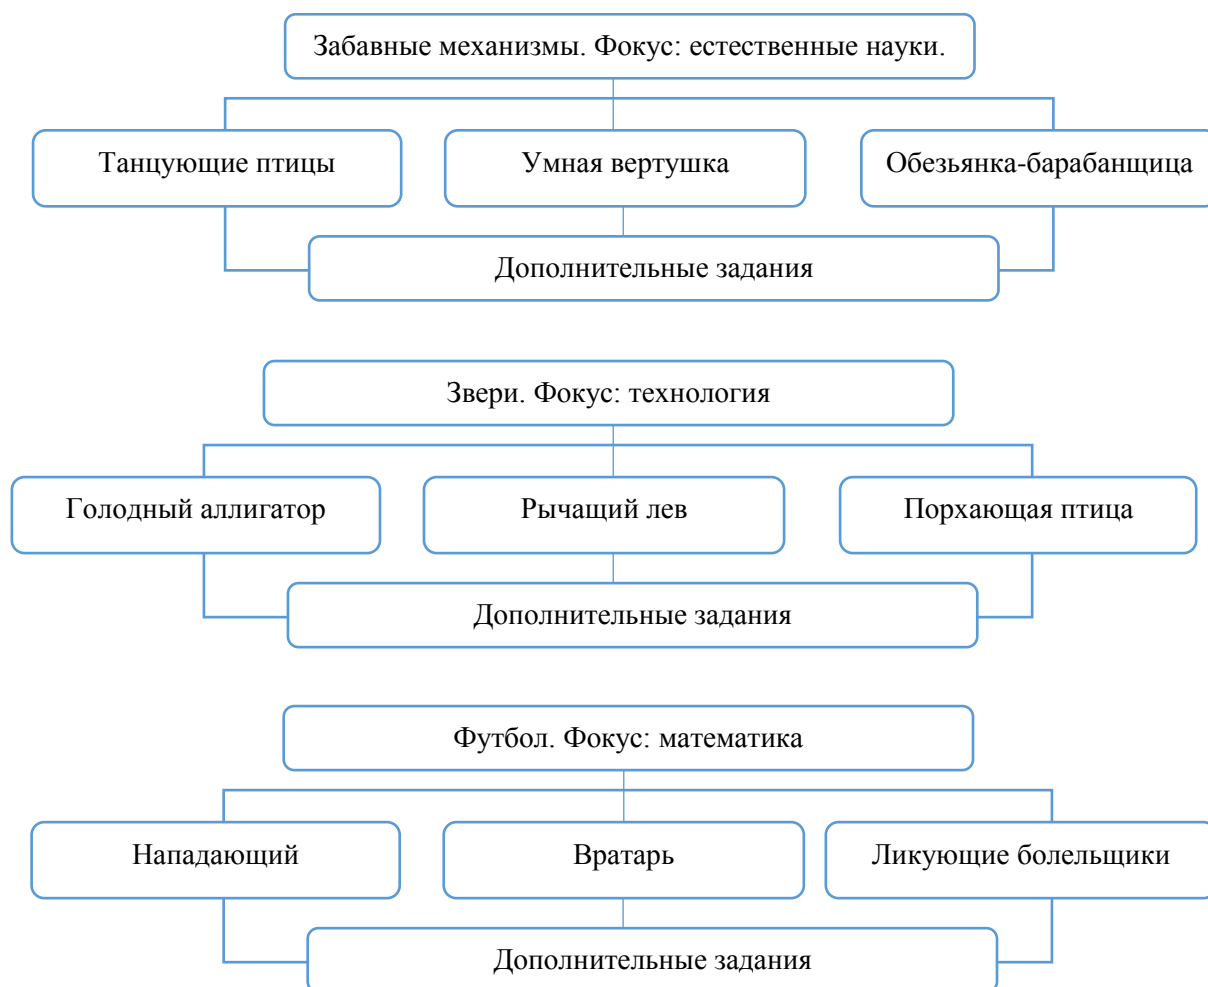 Забавные механизмы. Фокус: естественные науки.
Танцующие птицы
Умная вертушка
Обезьянка-барабанщица
Дополнительные задания
Звери. Фокус: технология
Голодный аллигатор
Рычащий лев
Порхающая птица
Дополнительные задания
Футбол. Фокус: математика
Нападающий
Вратарь
Ликующие болельщики
Дополнительные задания